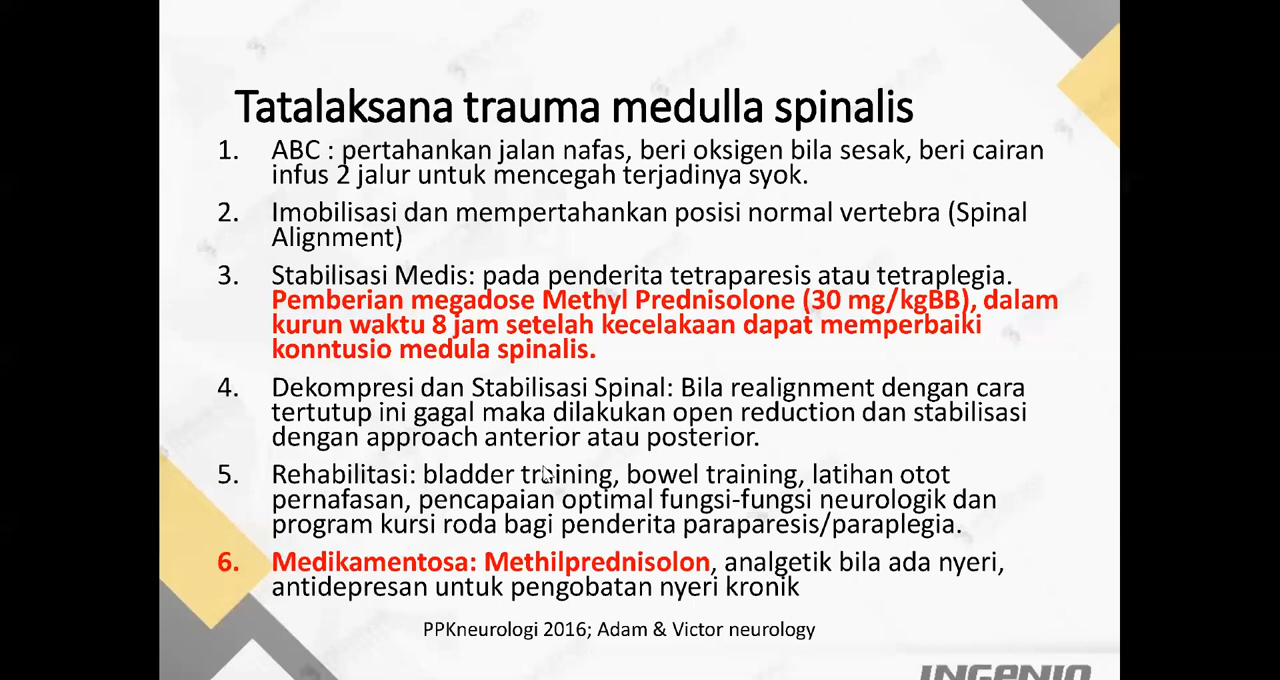 Tatalaksana trauma medulla spinalis
1. ABC : pertahankan jalan nafas, beri oksigen bila sesak, beri cairan
infus 2 jalur untuk mencegah terjadinya syok.
2. Imobilisasi dan mempertahankan posisi normal vertebra (Spinal
Alignment)
3. Stabilisasi Medis: pada penderita tetraparesis atau tetraplegia.
Pemberian megadose Methyl Prednisolone (30 mg/kgBB), dalam
kurun waktu 8 jam setelah kecelakaan dapat memperbaiki
konntusio medula spinalis.
4. Dekompresi dan Stabilisasi Spinal: Bila realignment dengan cara
tertutup ini gagal maka dilakukan open reduction dan stabilisasi
dengan approach anterior atau posterior.
5. Rehabilitasi: bladder training, bowel training, latihan otot
pernafasan, pencapaian optimal fungsi-fungsi neurologik dan
program kursi roda bagi penderita paraparesis/paraplegia.
6. Medikamentosa: Methilprednisolon, analgetik bila ada nyeri,
antidepresan untuk pengobatan nyeri kronik
PPKneurologi 2016; Adam & Victor neurology
INGENIO